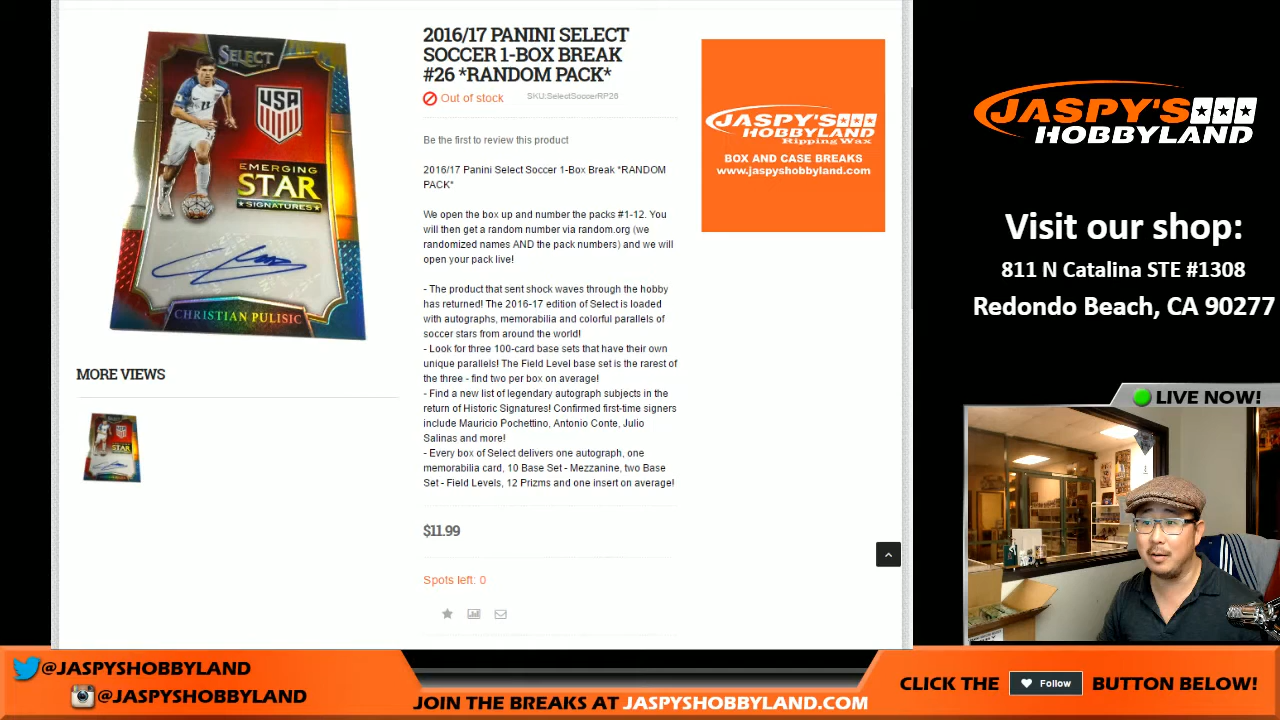 SELECT
USA
13
EMERGING
STAR
★SIGNATURES★
CHRISTIAN PULISIC
MORE VIEWS
2016/17 PANINI SELECT
SOCCER 1-BOX BREAK
#26 *RANDOM PACK*
Out of stock
SKU:SelectSoccerRP26
Be the first to review this product
2016/17 Panini Select Soccer 1-Box Break *RANDOM
PACK*
We open the box up and number the packs #1-12. You
will then get a random number via random.org (we
randomized names AND the pack numbers) and we will
open your pack live!
- The product that sent shock waves through the hobby
has returned! The 2016-17 edition of Select is loaded
with autographs, memorabilia and colorful parallels of
soccer stars from around the world!
- Look for three 100-card base sets that have their own
unique parallels! The Field Level base set is the rarest of
the three - find two per box on average!
- Find a new list of legendary autograph subjects in the
return of Historic Signatures! Confirmed first-time signers
include Mauricio Pochettino, Antonio Conte, Julio
Salinas and more!
- Every box of Select delivers one autograph, one
memorabilia card, 10 Base Set - Mezzanine, two Base
Set - Field Levels, 12 Prizms and one insert on average!
$11.99
Spots left: 0
JASPY'S
HOBBYLAND
Ripping Wax
BOX AND CASE BREAKS
www.jaspyshobbyland.com
JASPY'S
HOBBYLAND
Visit our shop:
811 N Catalina STE #1308
Redondo Beach, CA 90277
LIVE NOW!
@JASPYSHOBBYLAND
@JASPYSHOBBYLAND
JOIN THE BREAKS AT JASPYSHOBBYLAND.COM
CLICK THE Follow BUTTON BELOW!